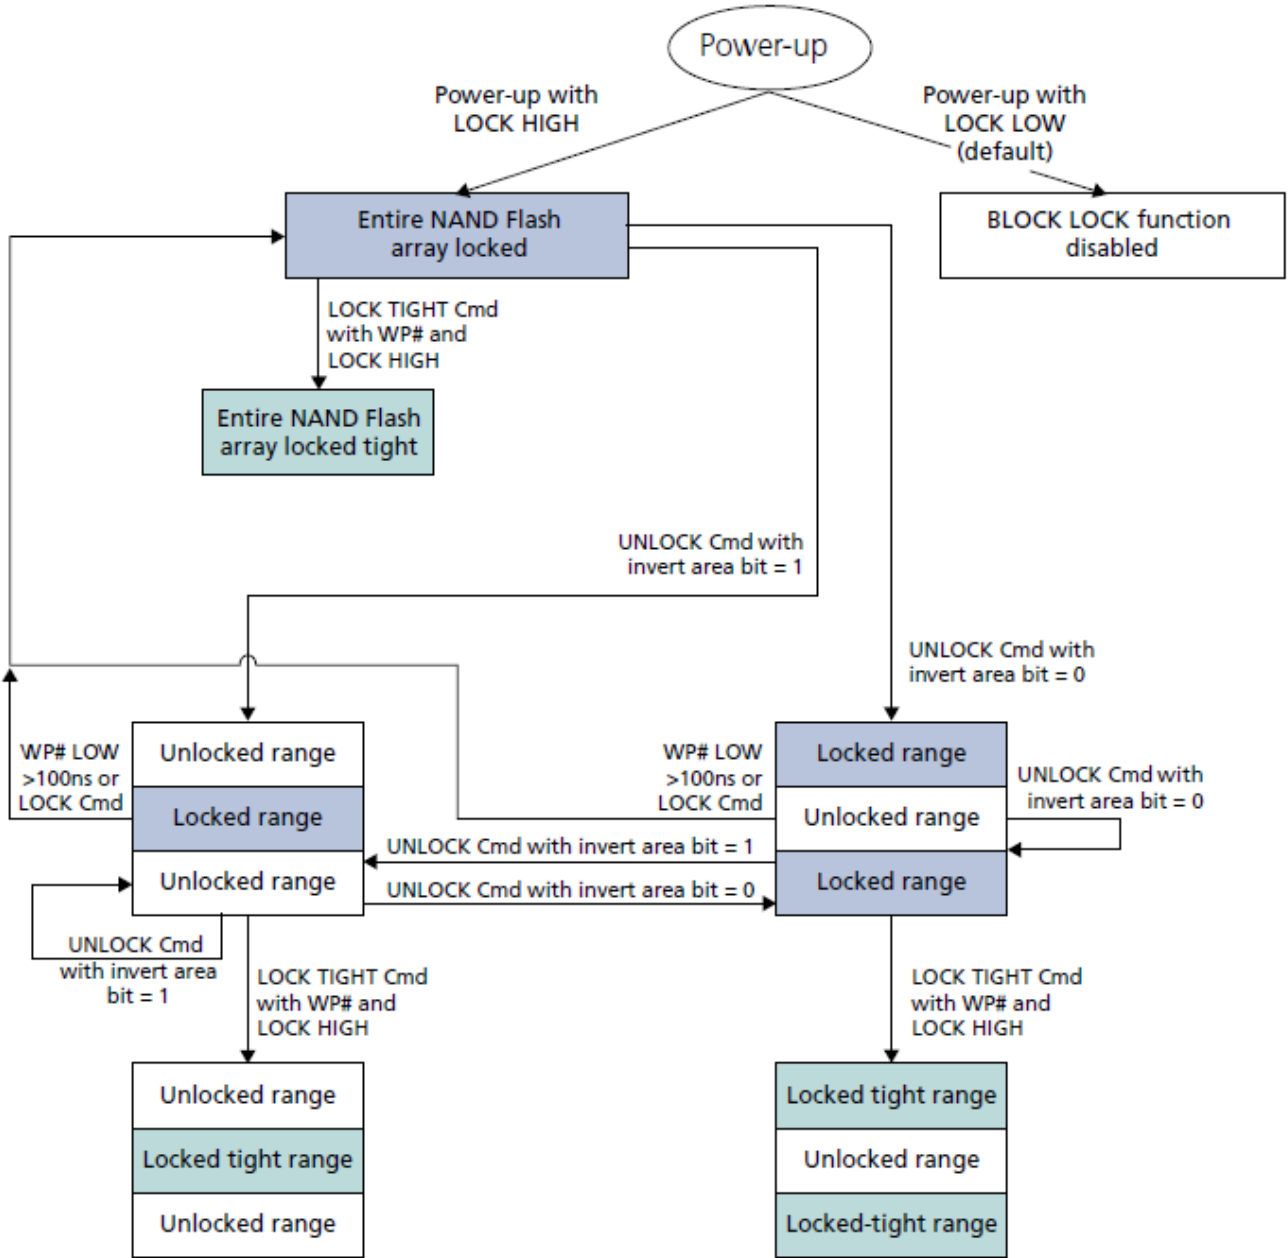 Power-up
Power-up with
LOCK HIGH
Power-up with
LOCK LOW
(default)
Entire NAND Flash
array locked
BLOCK LOCK function
disabled
LOCK TIGHT Cmd
with WP# and
LOCK HIGH
Entire NAND Flash
array locked tight
UNLOCK Cmd with
invert area bit = 1
UNLOCK Cmd with
invert area bit = 0
WP# LOW
>100ns or
LOCK Cmd
Unlocked range
Locked range
Unlocked range
WP# LOW
>100ns or
LOCK Cmd
Locked range
Unlocked range
Locked range
UNLOCK Cmd with
invert area bit = 0
UNLOCK Cmd with invert area bit = 1
UNLOCK Cmd with invert area bit = 0
UNLOCK Cmd
with invert area
bit = 1
LOCK TIGHT Cmd
with WP# and
LOCK HIGH
LOCK TIGHT Cmd
with WP# and
LOCK HIGH
Unlocked range
Locked tight range
Unlocked range
Locked tight range
Unlocked range
Locked-tight range